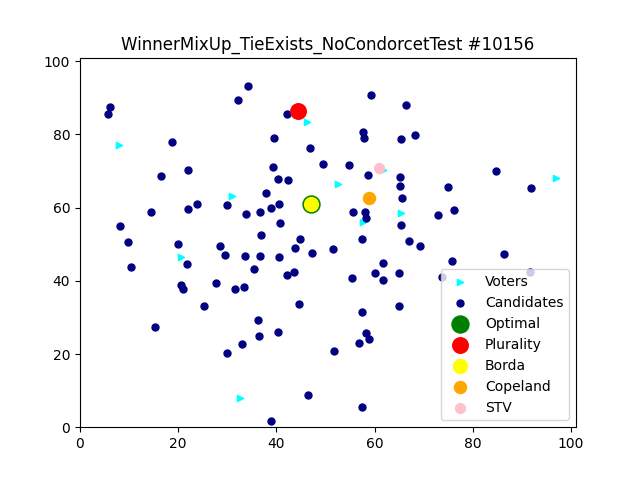 WinnerMixUp_TieExists_NoCondorcetTest #10156
100
80
60
40
20
0
Voters
Candidates
Optimal
Plurality
Borda
Copeland
STV
0 20 40 60 80 100